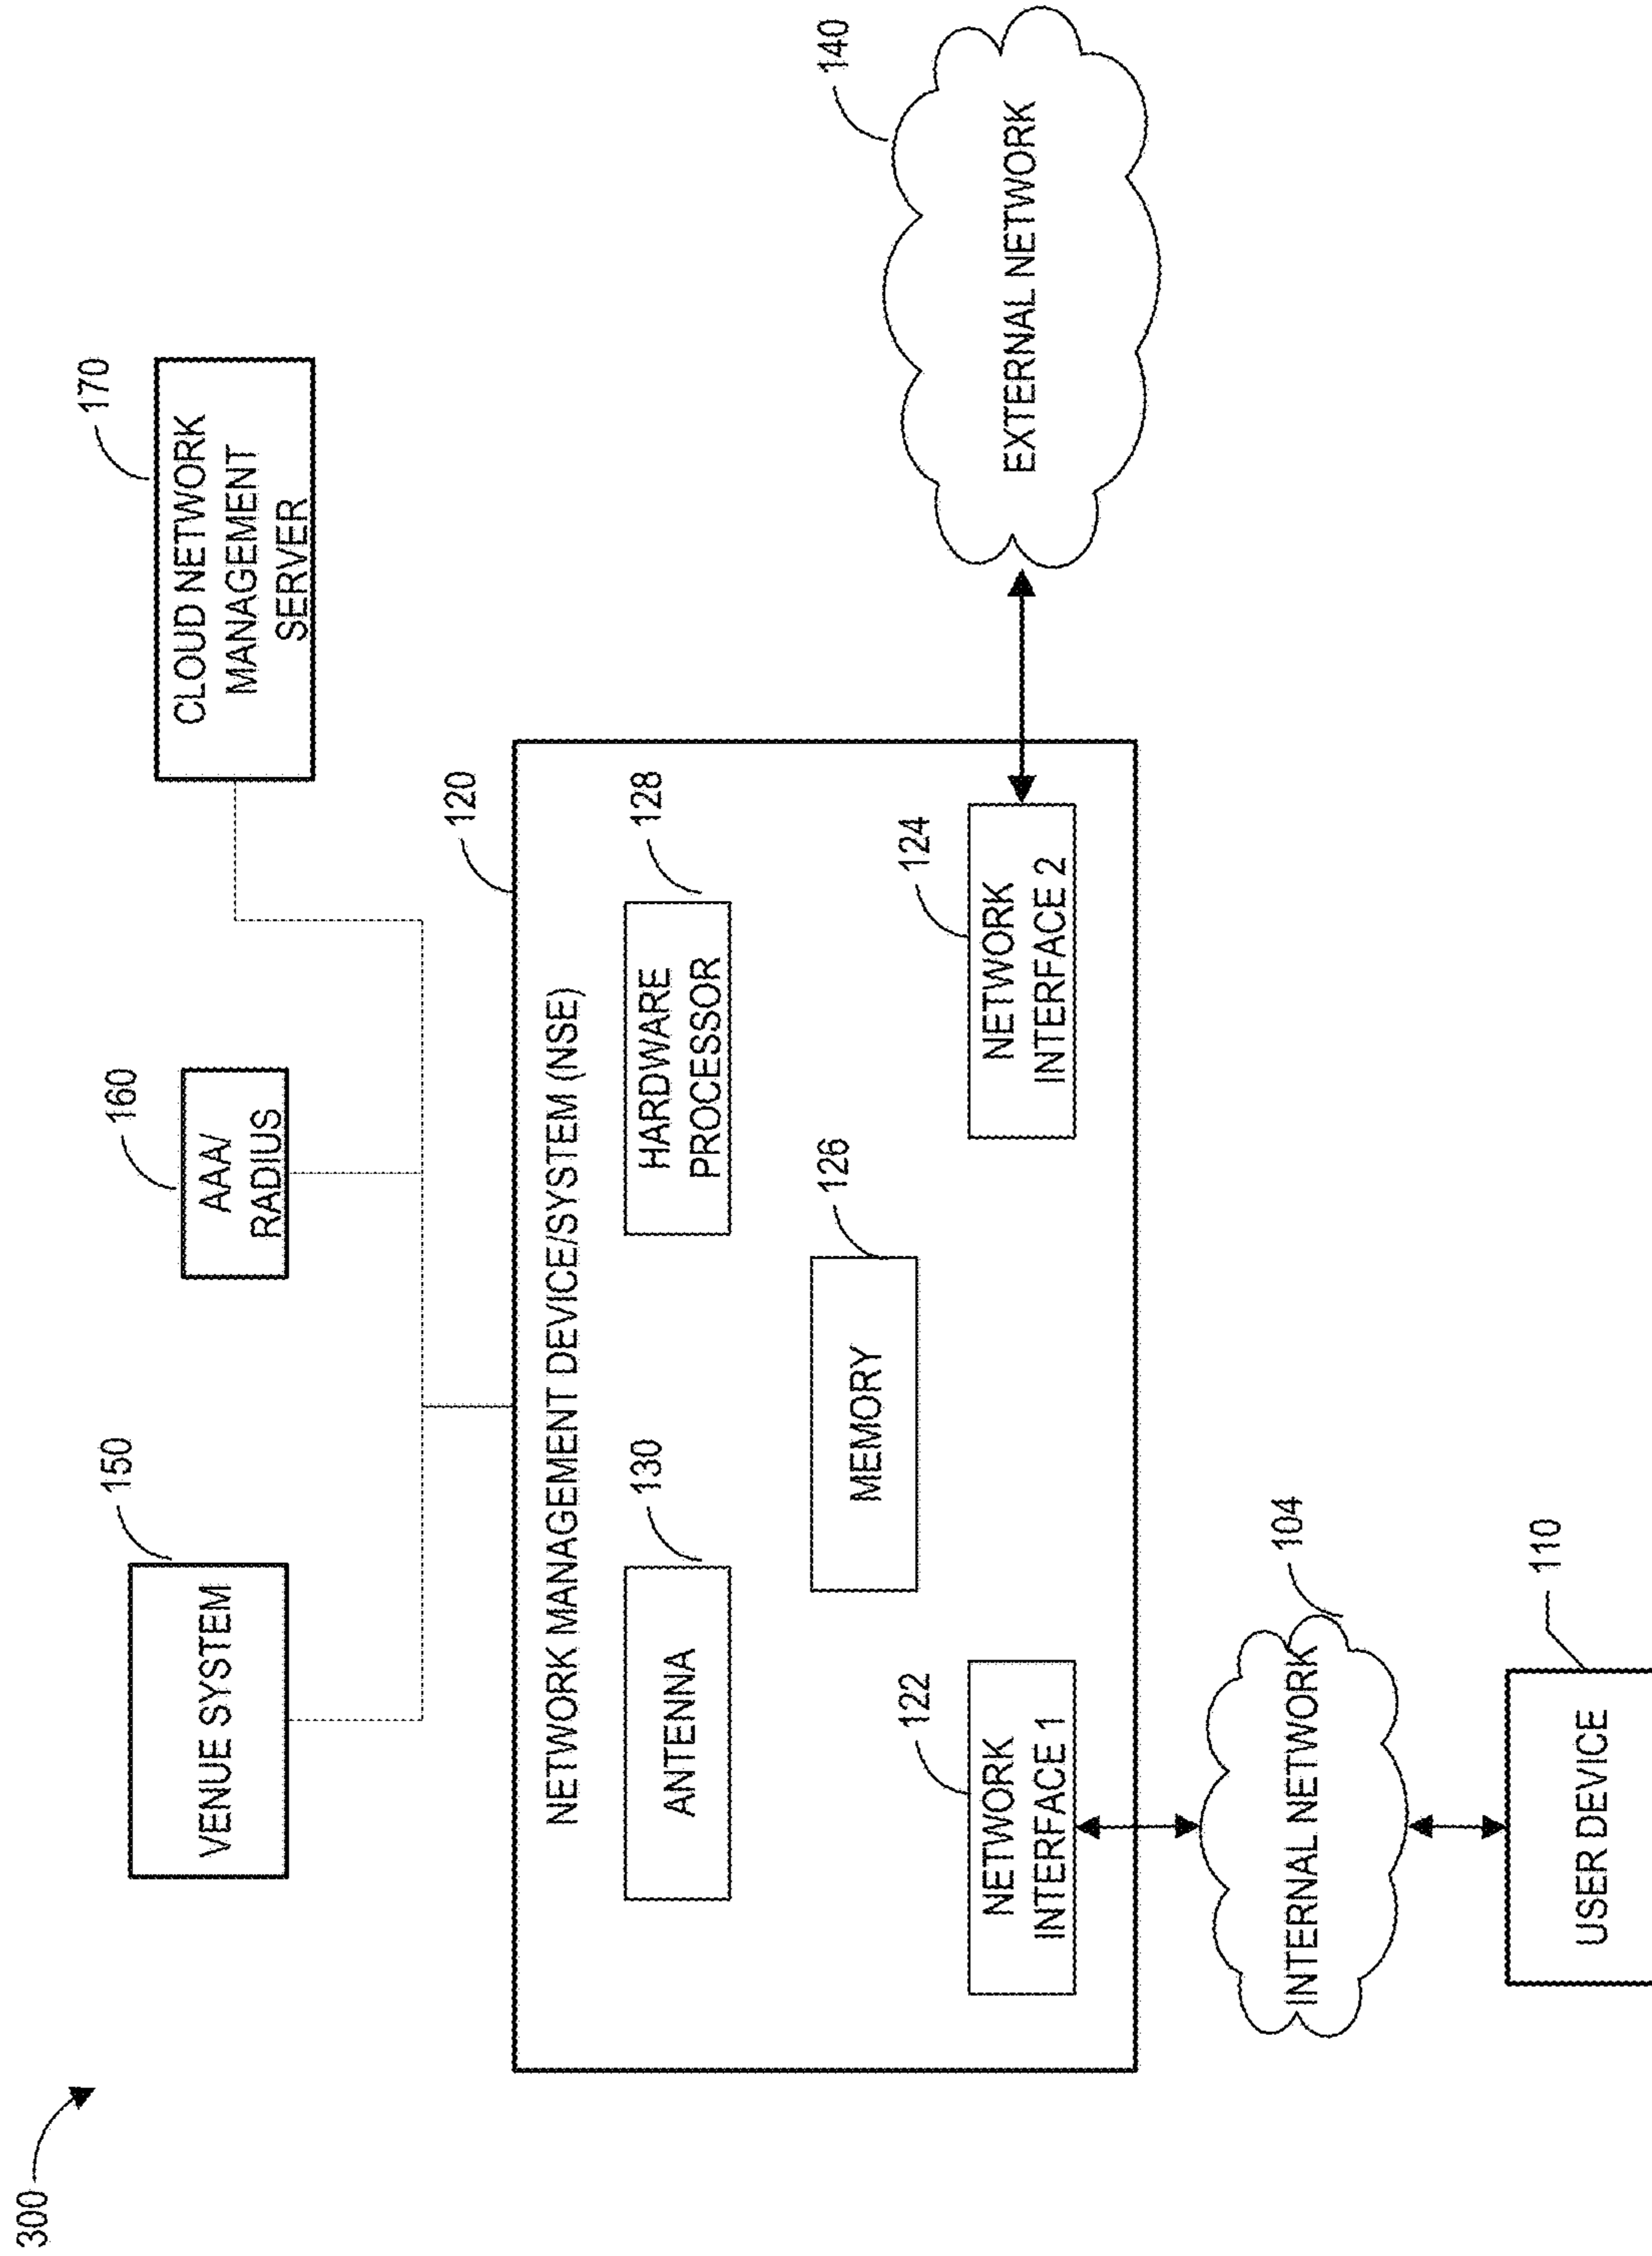 300
150
VENUE SYSTEM
160
AAA/
RADIUS
170
CLOUD NETWORK
MANAGEMENT
SERVER
120
NETWORK MANAGEMENT DEVICE/SYSTEM (NSE)
130
ANTENNA
128
HARDWARE
PROCESSOR
126
MEMORY
122
NETWORK
INTERFACE 1
124
NETWORK
INTERFACE 2
140
EXTERNAL NETWORK
104
INTERNAL NETWORK
110
USER DEVICE